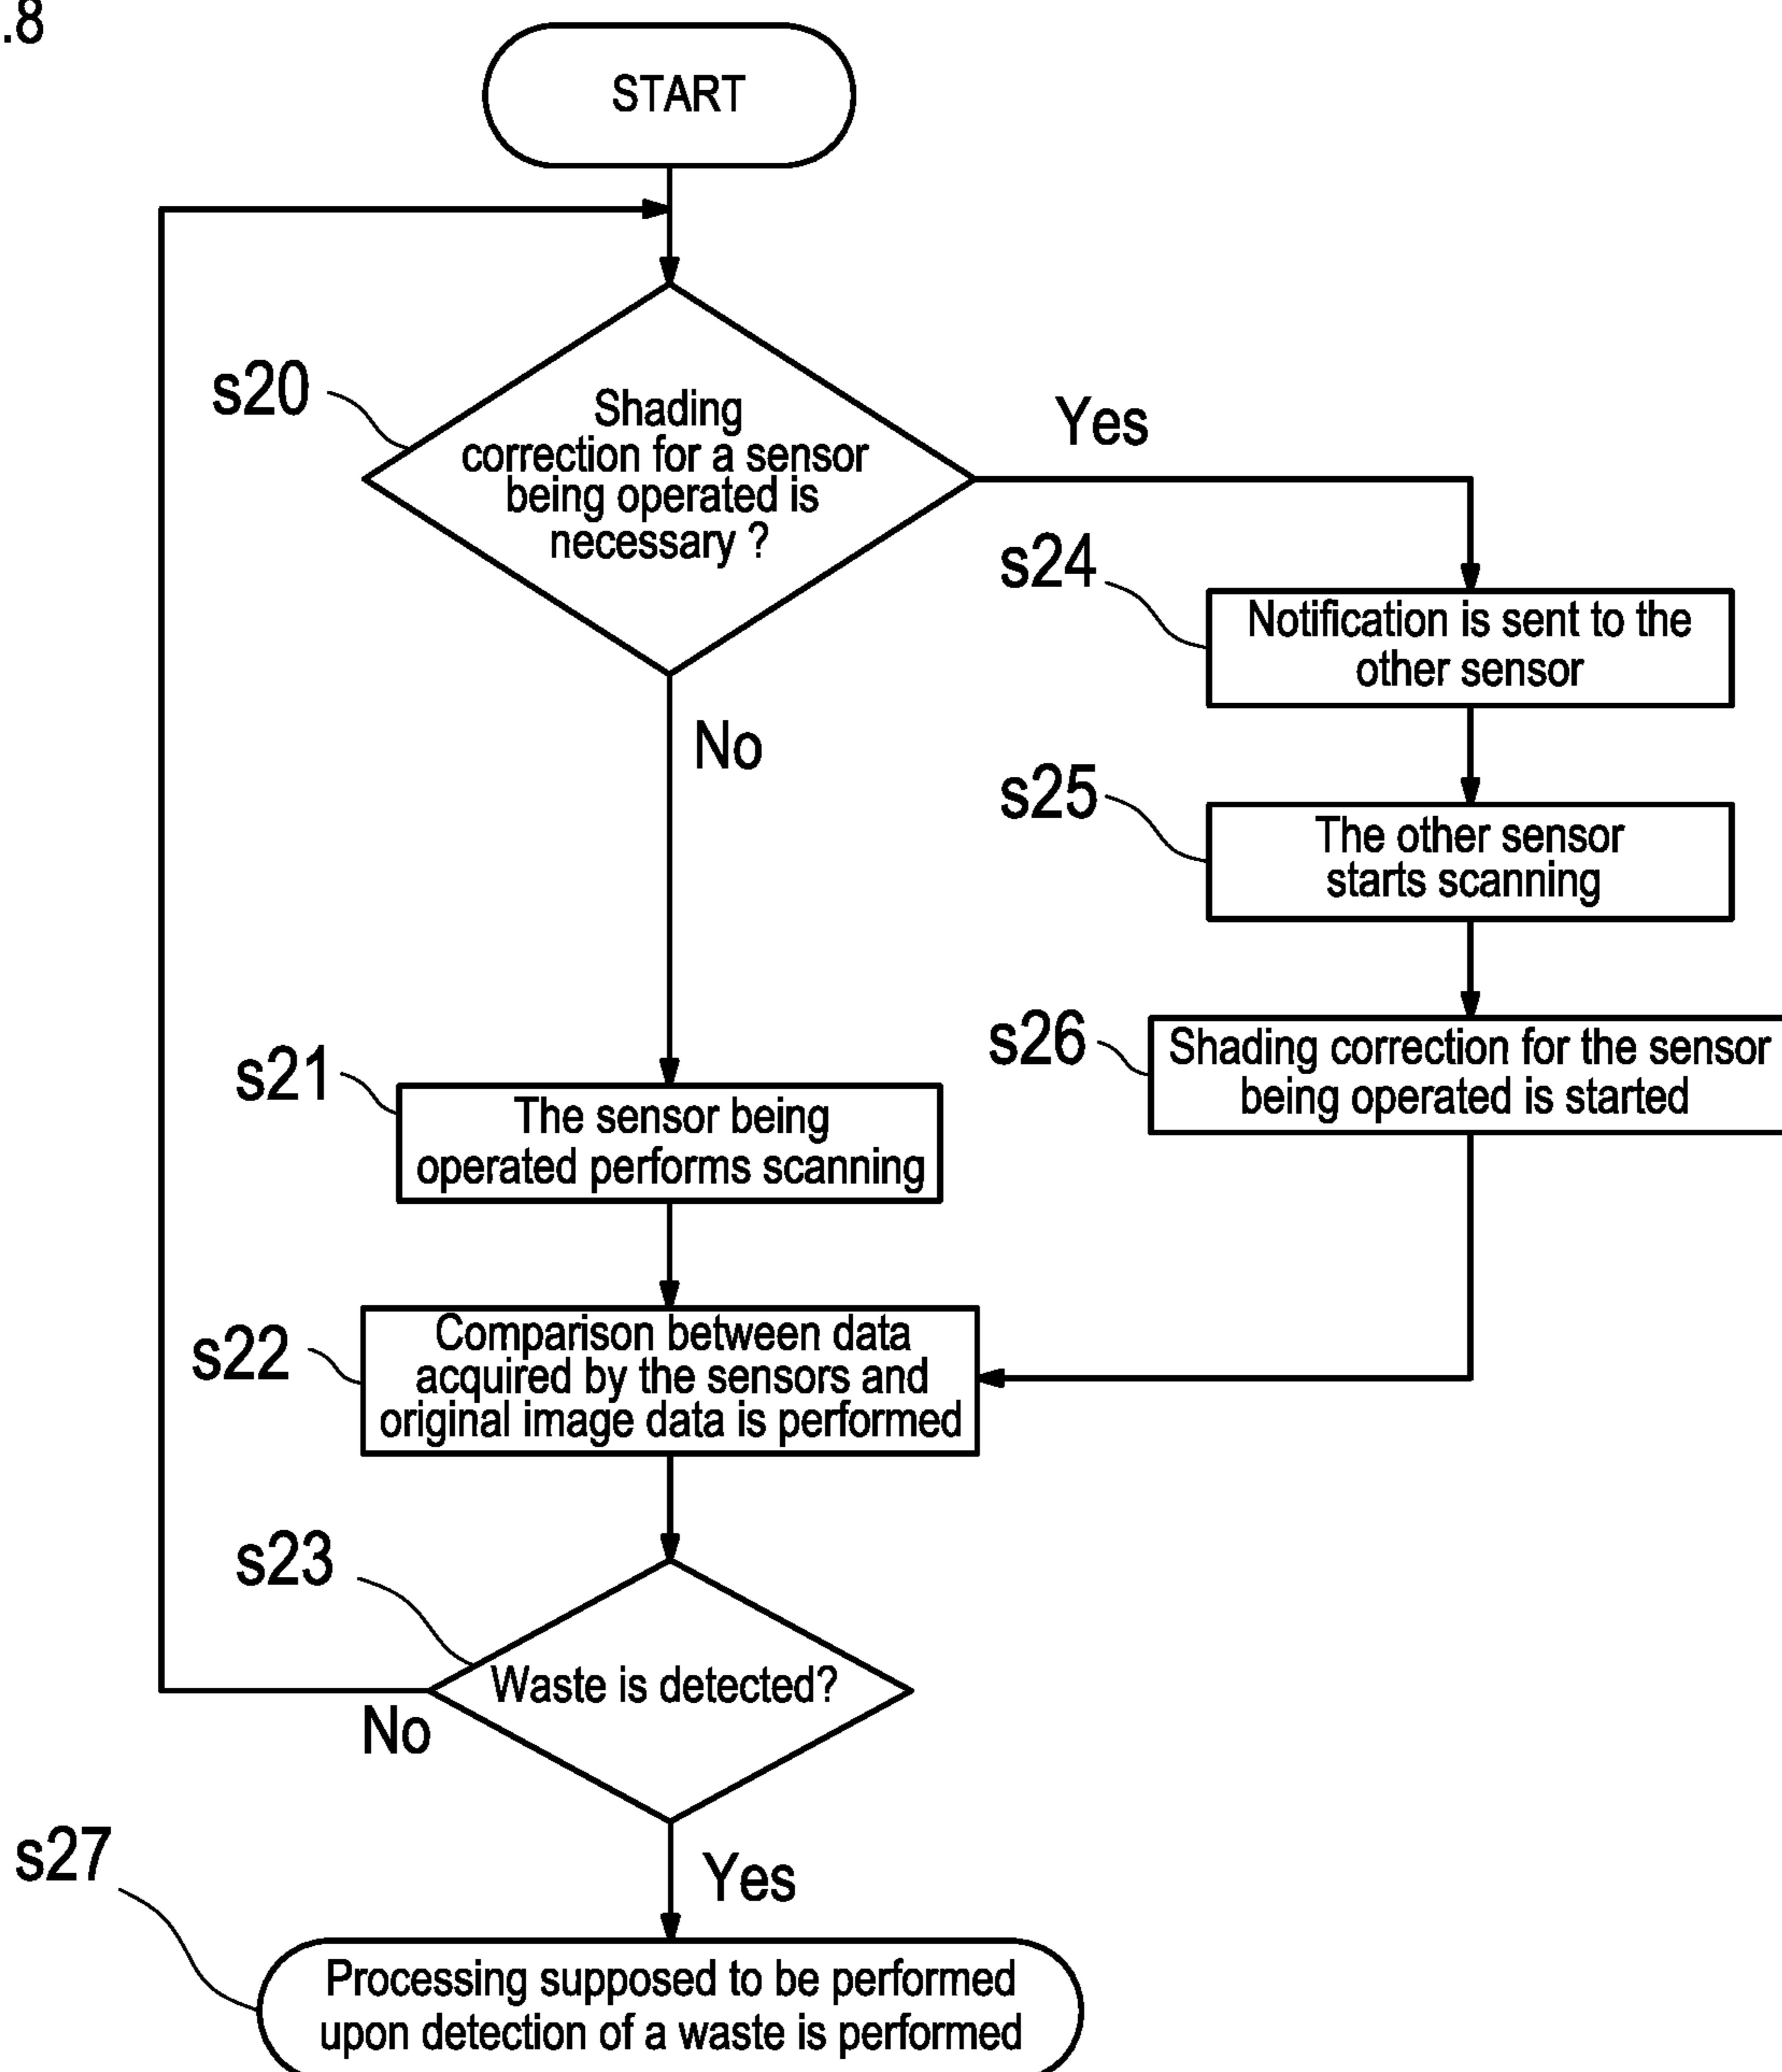 .8
START
s20
Shading
correction for a sensor
being operated is
necessary ?
Yes
s24
Notification is sent to the
other sensor
No
s25
The other sensor
starts scanning
s26
Shading correction for the sensor
being operated is started
s21
The sensor being
operated performs scanning
s22
Comparison between data
acquired by the sensors and
original image data is performed
s23
Waste is detected?
No
s27
Yes
Processing supposed to be performed
upon detection of a waste is performed